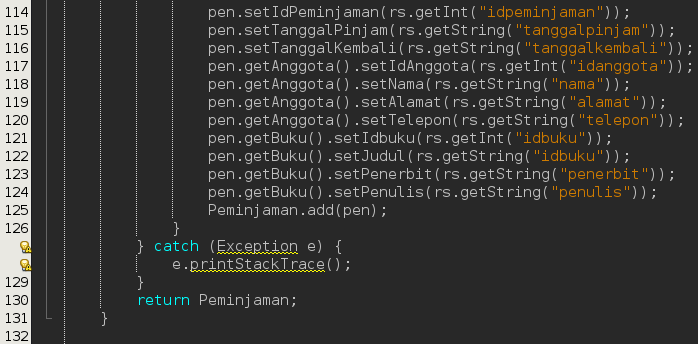 114 pen.setIdPeminjaman(rs.getInt("idpeminjaman"));
115 pen.setTanggalPinjam(rs.getString("tanggalpinjam"));
116 pen.setTanggalKembali(rs.getString("tanggalkembali"));
117 pen.getAnggota().setIdAnggota(rs.getInt("idanggota"));
118 pen.getAnggota().setNama(rs.getString("nama"));
119 pen.getAnggota().setAlamat(rs.getString("alamat"));
120 pen.getAnggota().setTelepon(rs.getString("telepon"));
121 pen.getBuku().setIdbuku(rs.getInt("idbuku"));
122 pen.getBuku().setJudul(rs.getString("idbuku"));
123 pen.getBuku().setPenerbit(rs.getString("penerbit"));
124 pen.getBuku().setPenulis(rs.getString("penulis"));
125 Peminjaman.add(pen);
126 }
} catch (Exception e) {
e.printStackTrace();
129 }
130 return Peminjaman;
131 }
132